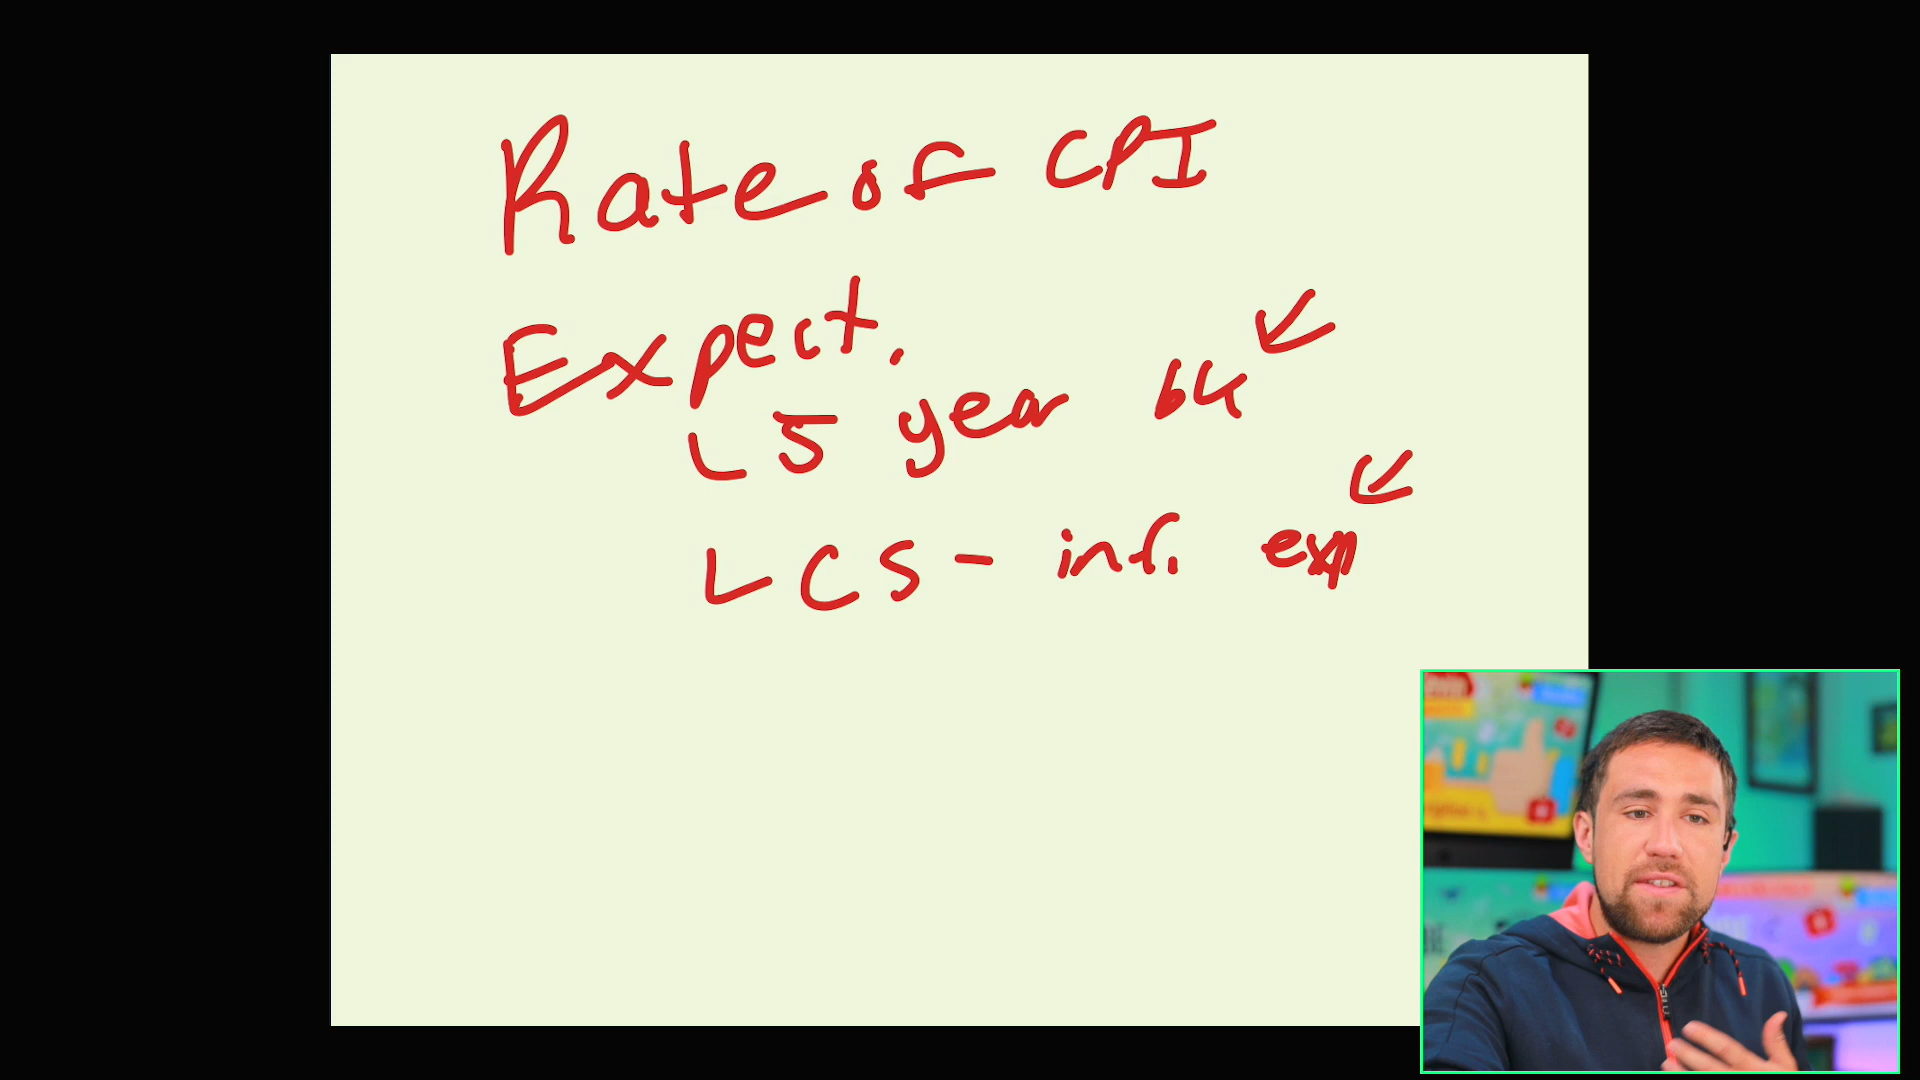 Rate of CPI
Expect.
5 year bk
CS - inf. exp